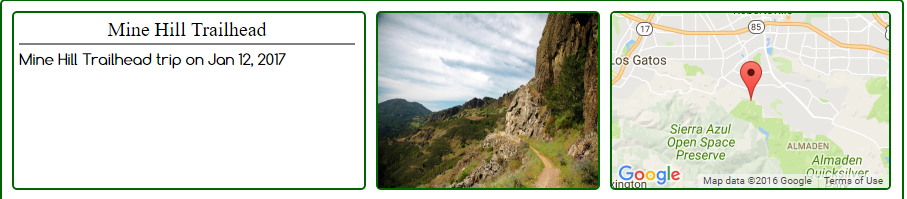 Mine Hill Trailhead
Mine Hill Trailhead trip on Jan 12, 2017
17
85
Los Gatos
Sierra Azul
Open Space
Preserve
ALMADEN
Almaden
Quicksilver
Google
Map data ©2016 Google
Terms of Use